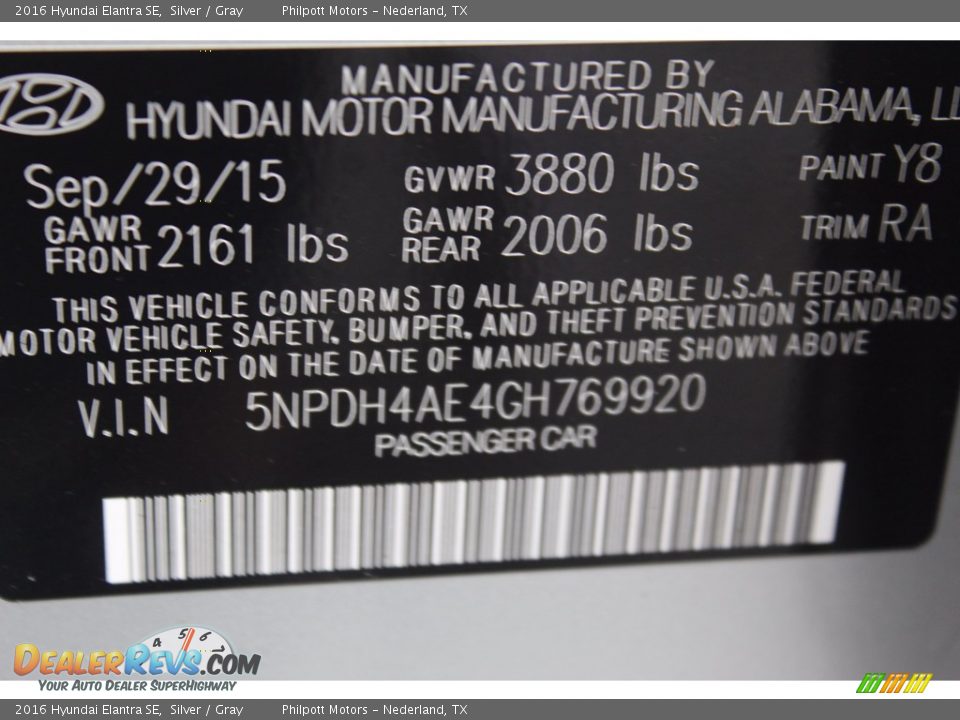 2016 Hyundai Elantra SE, Silver / Gray Philpott Motors - Nederland, TX
MANUFACTURED BY
HYUNDAI MOTOR MANUFACTURING ALABAMA,
Sep/29/15 GVWR 3880 lbs PAINT Y8
GAWR FRONT 2161 lbs GAWR REAR 2006 lbs TRIM RA
THIS VEHICLE CONFORMS TO ALL APPLICABLE U.S.A. FEDERAL
MOTOR VEHICLE SAFETY, BUMPER, AND THEFT PREVENTION STANDARDS
IN EFFECT ON THE DATE OF MANUFACTURE SHOWN ABOVE
V.I.N 5NPDH4AE4GH769920
PASSENGER CAR
4 5 6
DEALERREVS.COM
YOUR AUTO DEALER SUPERHIGHWAY
2016 Hyundai Elantra SE, Silver / Gray Philpott Motors - Nederland, TX